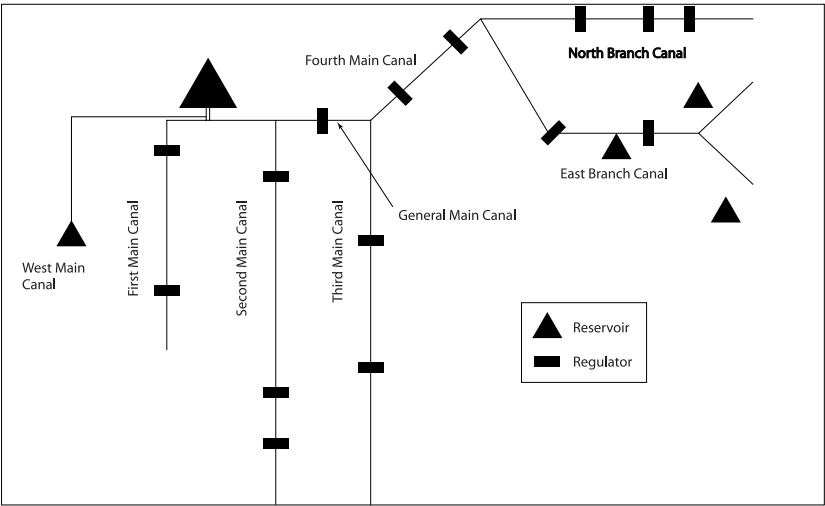 Fourth Main Canal
North Branch Canal
East Branch Canal
General Main Canal
West Main
Canal
First Main Canal
Second Main Canal
Third Main Canal
Reservoir
Regulator